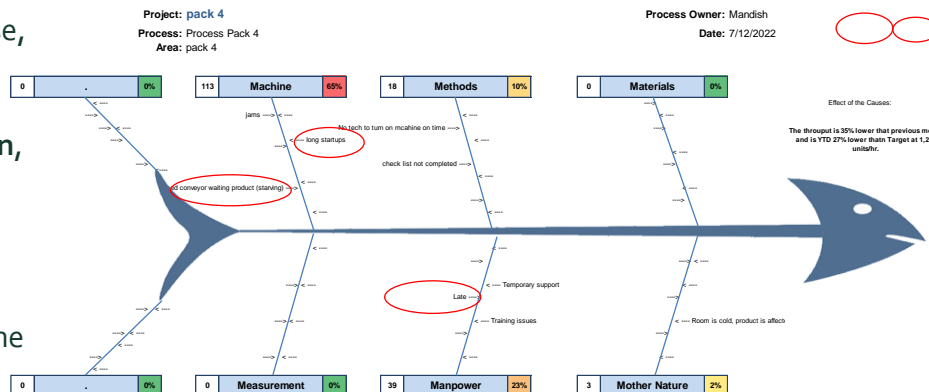 se,
Project: pack 4
Process Owner: Mandish
Process: Process Pack 4
Date: 7/12/2022
Area: pack 4
0 . 0%
113 Machine 65%
18 Methods 10%
0 Materials 0%
Effect of the Causes:
jams
No tech to turn on mcahine on time
long startups
The throuput is 35% lower that previous
and is YTD 27% lower thatn Target at 1,2
units/hr.
n,
check list not completed
conveyor waiting product (starving)
Temporary support
Late
Training issues
Room is cold, product is affect
ne
0 . 0%
0 Measurement 0%
39 Manpower 23%
3 Mother Nature 2%